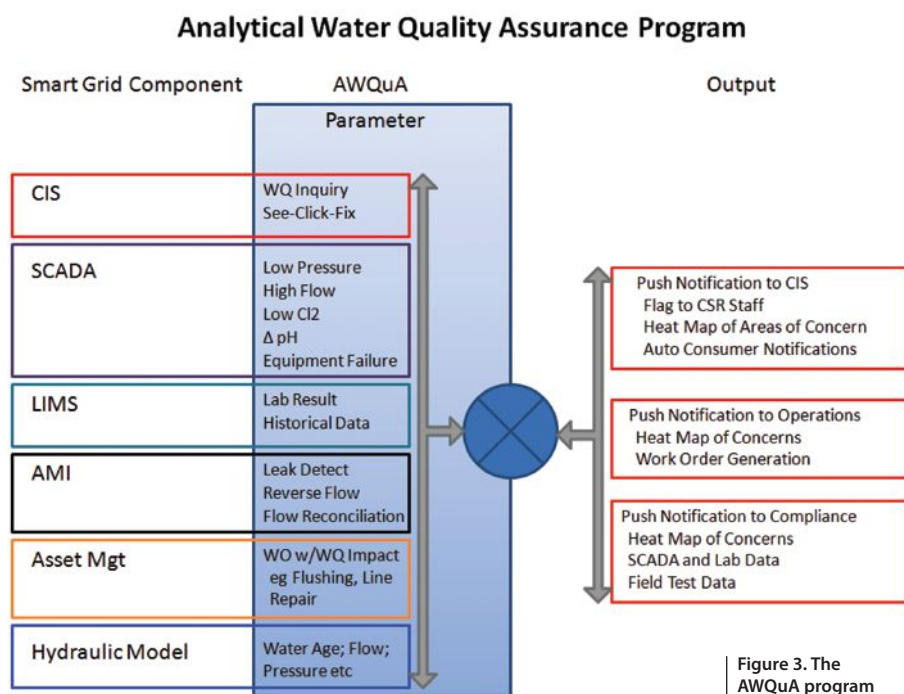 Analytical Water Quality Assurance Program
Smart Grid Component
AWQuA
Output
Parameter
CIS
WQ Inquiry
See-Click-Fix
SCADA
Low Pressure
High Flow
Low Cl2
Δ pH
Equipment Failure
LIMS
Lab Result
Historical Data
AMI
Leak Detect
Reverse Flow
Flow Reconciliation
Asset Mgt
WO w/WQ Impact
eg Flushing, Line
Repair
Hydraulic Model
Water Age; Flow;
Pressure etc
Push Notification to CIS
Flag to CSR Staff
Heat Map of Areas of Concern
Auto Consumer Notifications
Push Notification to Operations
Heat Map of Concerns
Work Order Generation
Push Notification to Compliance
Heat Map of Concerns
SCADA and Lab Data
Field Test Data
Figure 3. The
AWQuA program